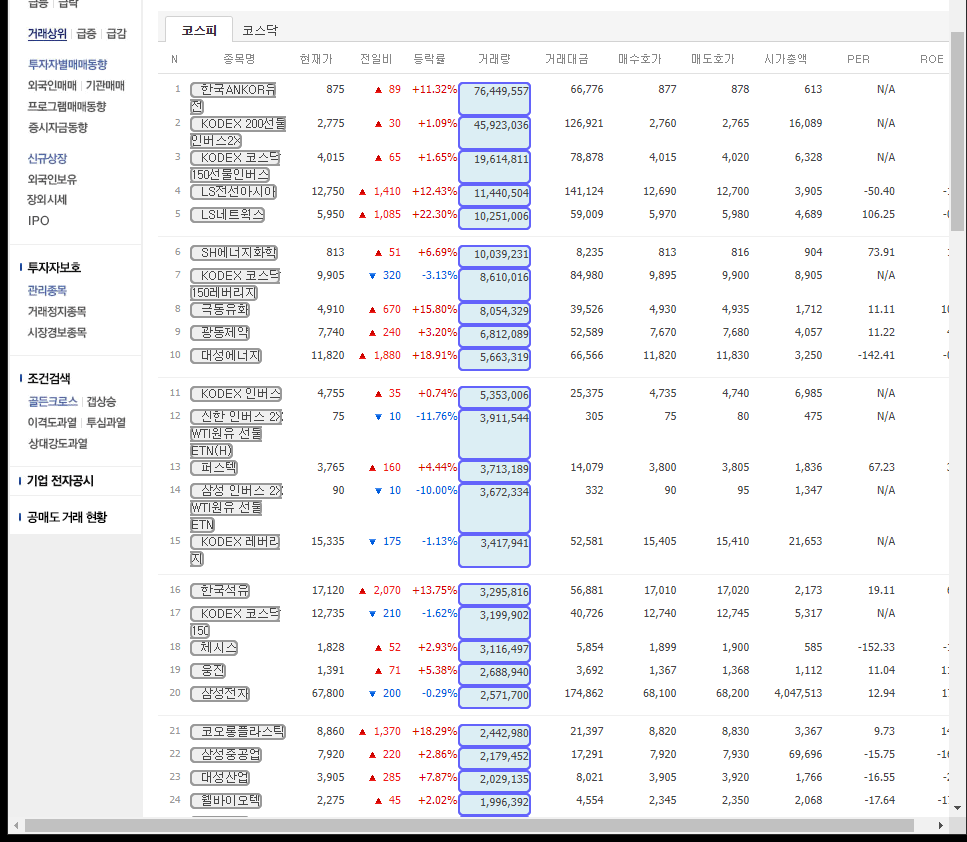 급등 급락
거래상위 급증 급감
투자자별매매동향
외국인매매 기관매매
프로그램매매동향
증시자금동향
신규상장
외국인보유
장외시세
IPO
투자자보호
관리종목
거래정지종목
시장경보종목
조건검색
골든크로스 갭상승
이격도과열 투심과열
상대강도과열
기업 전자공시
공매도 거래 현황
코스피 코스닥
N 종목명 현재가 전일비 등락률 거래량 거래대금 매수호가 매도호가 시가총액 PER ROE
1 한국ANKOR유 875 ▲ 89 +11.32% 76,449,557 66,776 877 878 613 N/A
전
2 KODEX 200선물 2,775 ▲ 30 +1.09% 45,923,036 126,921 2,760 2,765 16,089 N/A
인버스2X
3 KODEX 코스닥 4,015 ▲ 65 +1.65% 19,614,811 78,878 4,015 4,020 6,328 N/A
150선물인버스
4 LS전선아시아 12,750 ▲ 1,410 +12.43% 11,440,504 141,124 12,690 12,700 3,905 -50.40
5 LS네트웍스 5,950 ▲ 1,085 +22.30% 10,251,006 59,009 5,970 5,980 4,689 106.25
6 SH에너지화학 813 ▲ 51 +6.69% 10,039,231 8,235 813 816 904 73.91
7 KODEX 코스닥 9,905 ▼ 320 -3.13% 8,610,016 84,980 9,895 9,900 8,905 N/A
150레버리지
8 극동유화 4,910 ▲ 670 +15.80% 8,054,329 39,526 4,930 4,935 1,712 11.11
9 광동제약 7,740 ▲ 240 +3.20% 6,812,089 52,589 7,670 7,680 4,057 11.22
10 대성에너지 11,820 ▲ 1,880 +18.91% 5,663,319 66,566 11,820 11,830 3,250 -142.41
11 KODEX 인버스 4,755 ▲ 35 +0.74% 5,353,006 25,375 4,735 4,740 6,985 N/A
12 신한 인버스 2X 75 ▼ 10 -11.76% 3,911,544 305 75 80 475 N/A
WTI원유 선물
ETN(H)
13 퍼스텍 3,765 ▲ 160 +4.44% 3,713,189 14,079 3,800 3,805 1,836 67.23
14 삼성 인버스 2X 90 ▼ 10 -10.00% 3,672,334 332 90 95 1,347 N/A
WTI원유 선물
ETN
15 KODEX 레버리 15,335 ▼ 175 -1.13% 3,417,941 52,581 15,405 15,410 21,653 N/A
지
16 한국석유 17,120 ▲ 2,070 +13.75% 3,295,816 56,881 17,010 17,020 2,173 19.11
17 KODEX 코스닥 12,735 ▼ 210 -1.62% 3,199,902 40,726 12,740 12,745 5,317 N/A
150
18 체시스 1,828 ▲ 52 +2.93% 3,116,497 5,854 1,899 1,900 585 -152.33
19 웅진 1,391 ▲ 71 +5.38% 2,688,940 3,692 1,367 1,368 1,112 11.04
20 삼성전자 67,800 ▼ 200 -0.29% 2,571,700 174,862 68,100 68,200 4,047,513 12.94
21 코오롱플라스틱 8,860 ▲ 1,370 +18.29% 2,442,980 21,397 8,820 8,830 3,367 9.73
22 삼성중공업 7,920 ▲ 220 +2.86% 2,179,452 17,291 7,920 7,930 69,696 -15.75
23 대성산업 3,905 ▲ 285 +7.87% 2,029,135 8,021 3,905 3,920 1,766 -16.55
24 웰바이오텍 2,275 ▲ 45 +2.02% 1,996,392 4,554 2,345 2,350 2,068 -17.64